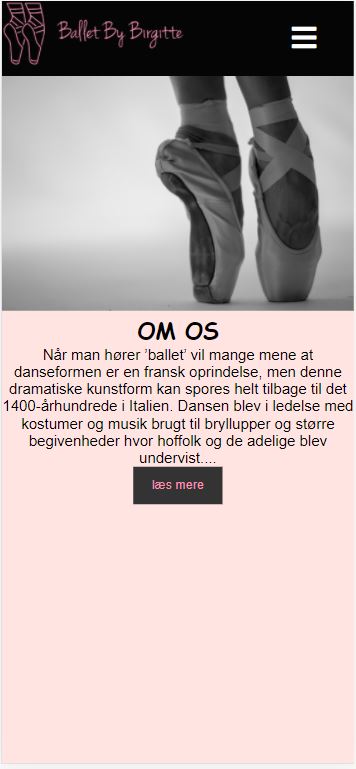 Ballet By Birgitte
OM OS
Når man hører ’ballet’ vil mange mene at
danseformen er en fransk oprindelse, men denne
dramatiske kunstform kan spores helt tilbage til det
1400-århundrede i Italien. Dansen blev i ledelse med
kostumer og musik brugt til bryllupper og større
begivenheder hvor hoffolk og de adelige blev
undervist....
læs mere